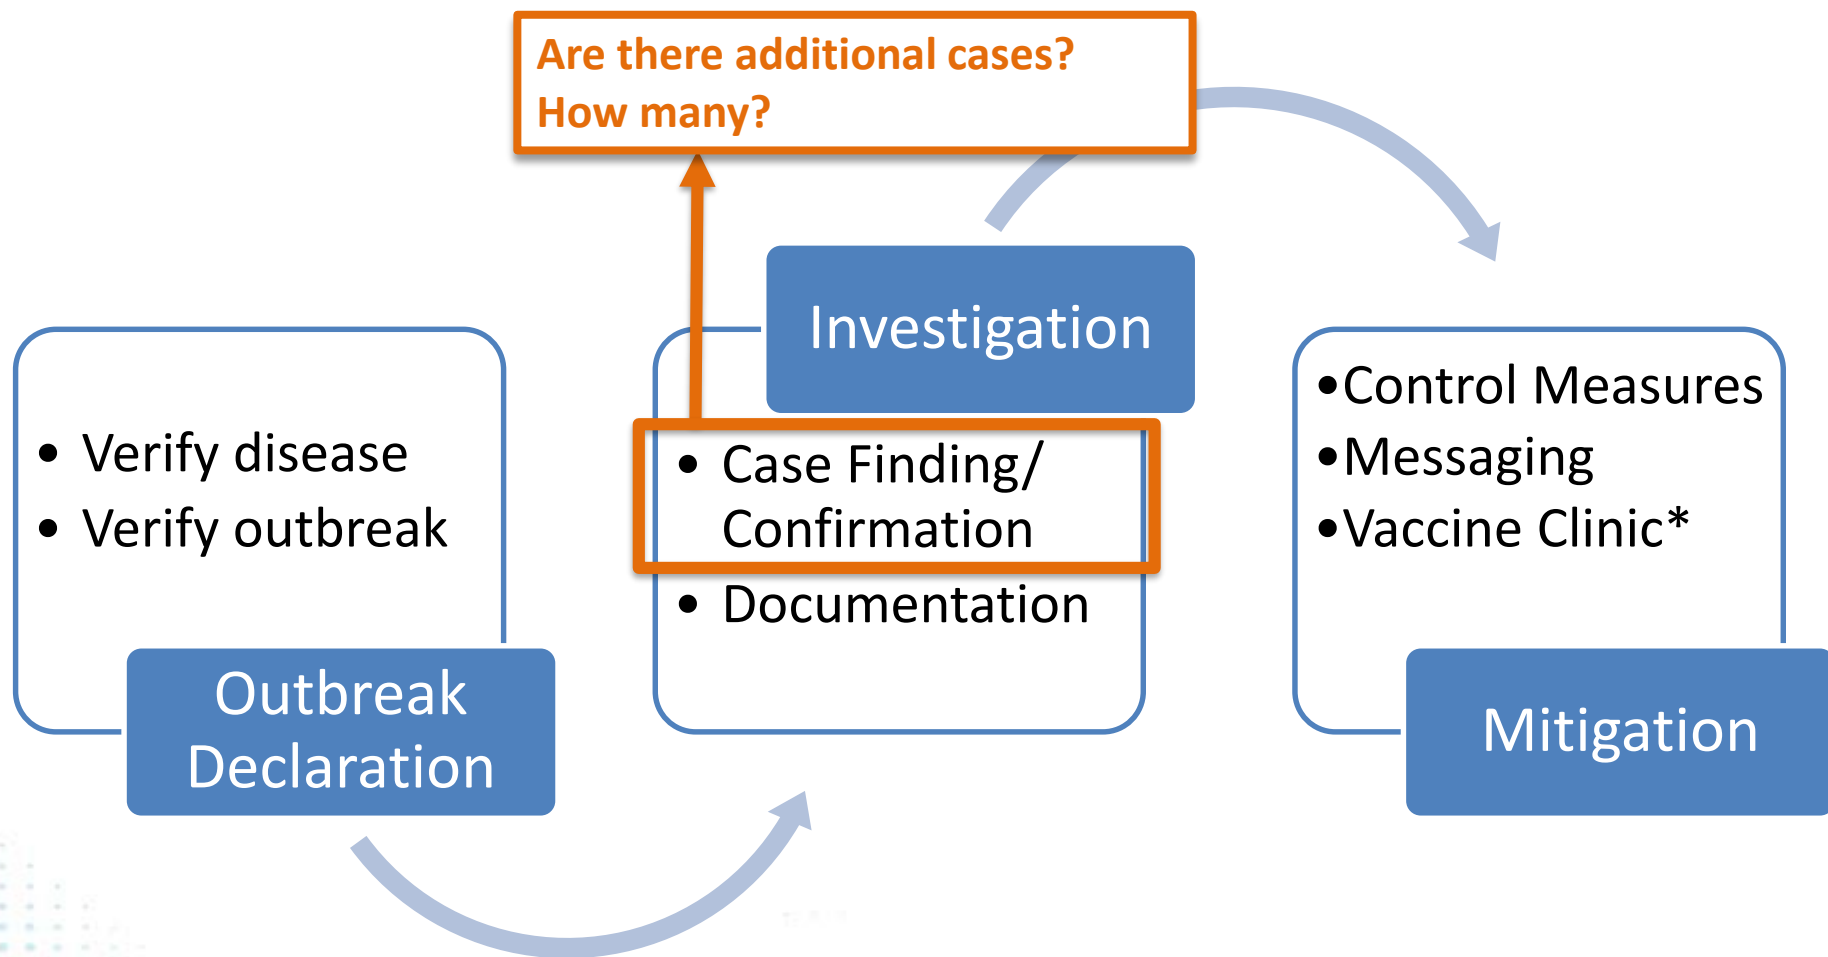 Are there additional cases?
How many?
• Verify disease
• Verify outbreak
Outbreak
Declaration
Investigation
• Case Finding/
Confirmation
• Documentation
•Control Measures
•Messaging
•Vaccine Clinic*
Mitigation